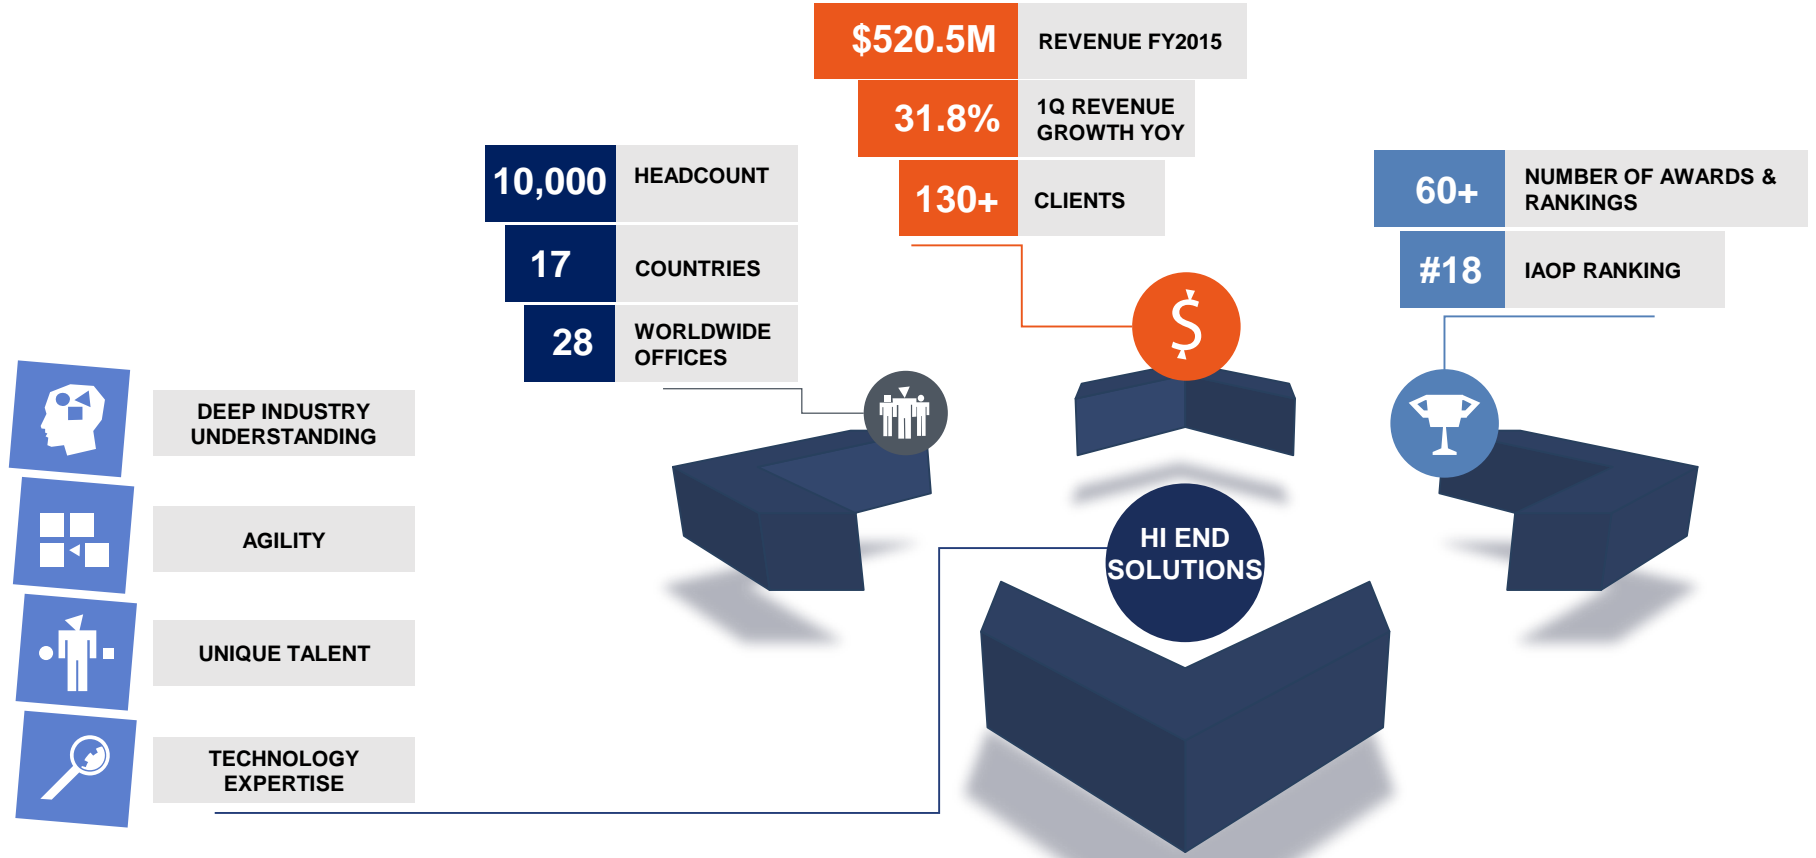 $520.5M
REVENUE FY2015
31.8%
1Q REVENUE
GROWTH YOY
130+
CLIENTS
10,000
HEADCOUNT
17
COUNTRIES
28
WORLDWIDE
OFFICES
60+
NUMBER OF AWARDS &
RANKINGS
#18
IAOP RANKING
$
DEEP INDUSTRY
UNDERSTANDING
AGILITY
UNIQUE TALENT
TECHNOLOGY
EXPERTISE
HI END
SOLUTIONS